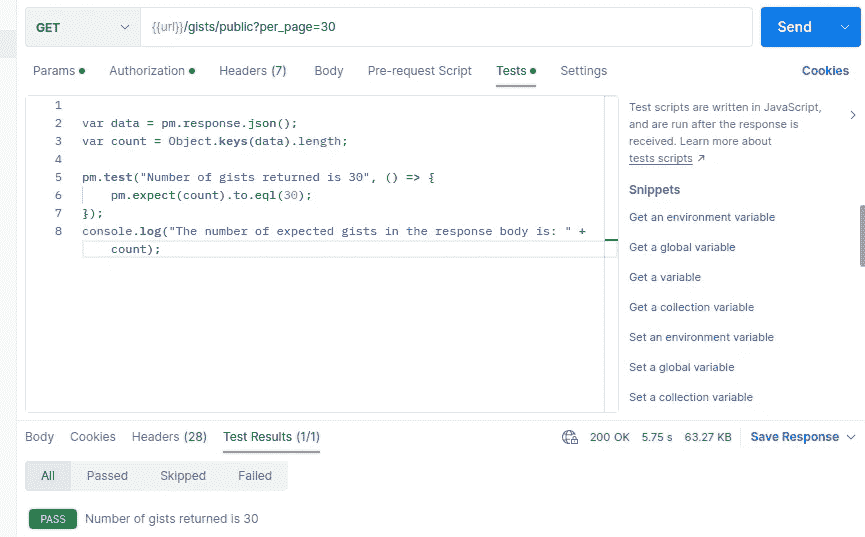 GET
{{url}}/gists/public?per_page=30
Send
Params
Authorization
Headers (7)
Body
Pre-request Script
Tests
Settings
Cookies
1
2 var data = pm.response.json();
3 var count = Object.keys(data).length;
4
5 pm.test("Number of gists returned is 30", () => {
6 pm.expect(count).to.eql(30);
7 });
8 console.log("The number of expected gists in the response body is: " +
count);
Test scripts are written in JavaScript,
and are run after the response is
received. Learn more about
tests scripts ↗
Snippets
Get an environment variable
Get a global variable
Get a variable
Get a collection variable
Set an environment variable
Set a global variable
Set a collection variable
Body
Cookies
Headers (28)
Test Results (1/1)
200 OK
5.75 s
63.27 KB
Save Response
All
Passed
Skipped
Failed
PASS
Number of gists returned is 30